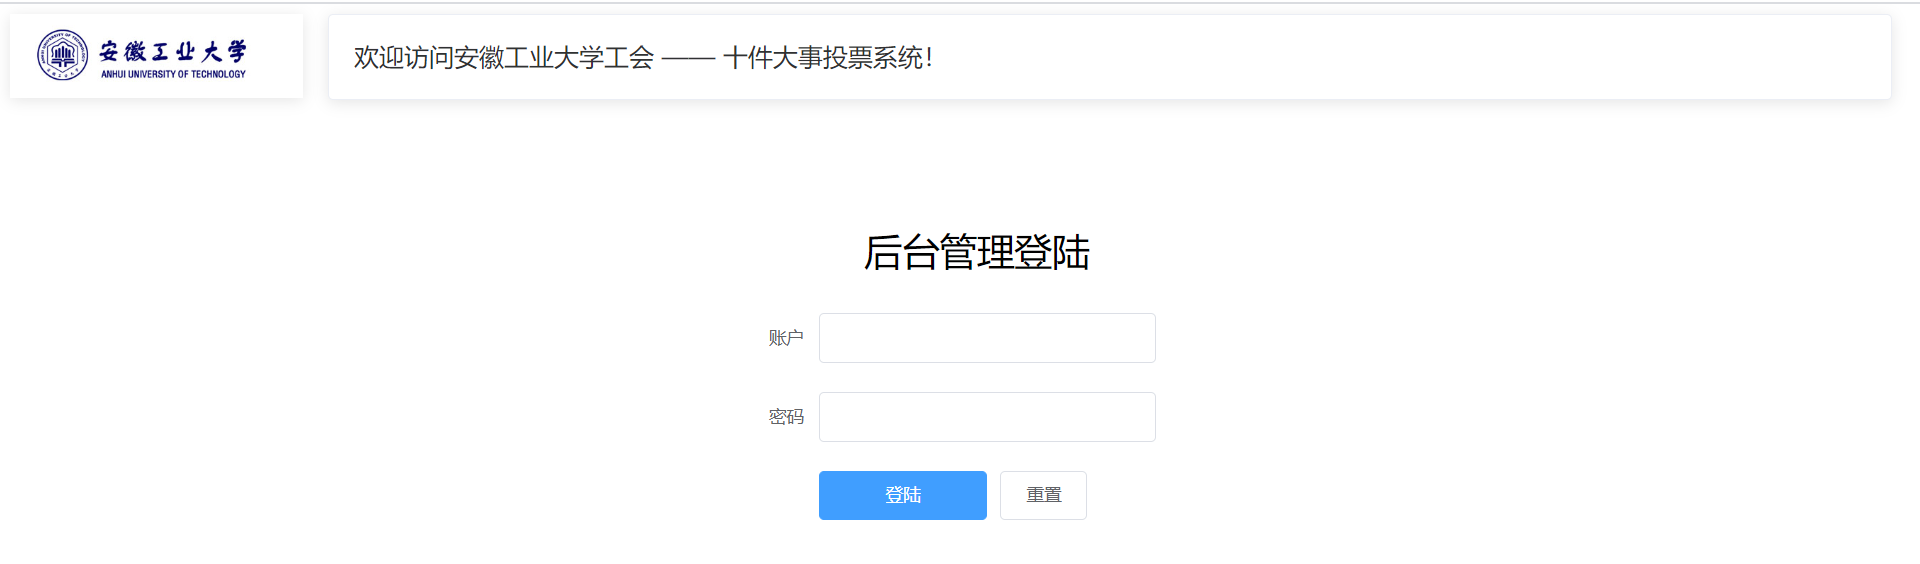 安徽工业大学
ANHUI UNIVERSITY OF TECHNOLOGY
欢迎访问安徽工业大学工会 —— 十件大事投票系统！
后台管理登陆
账户
密码
登陆
重置